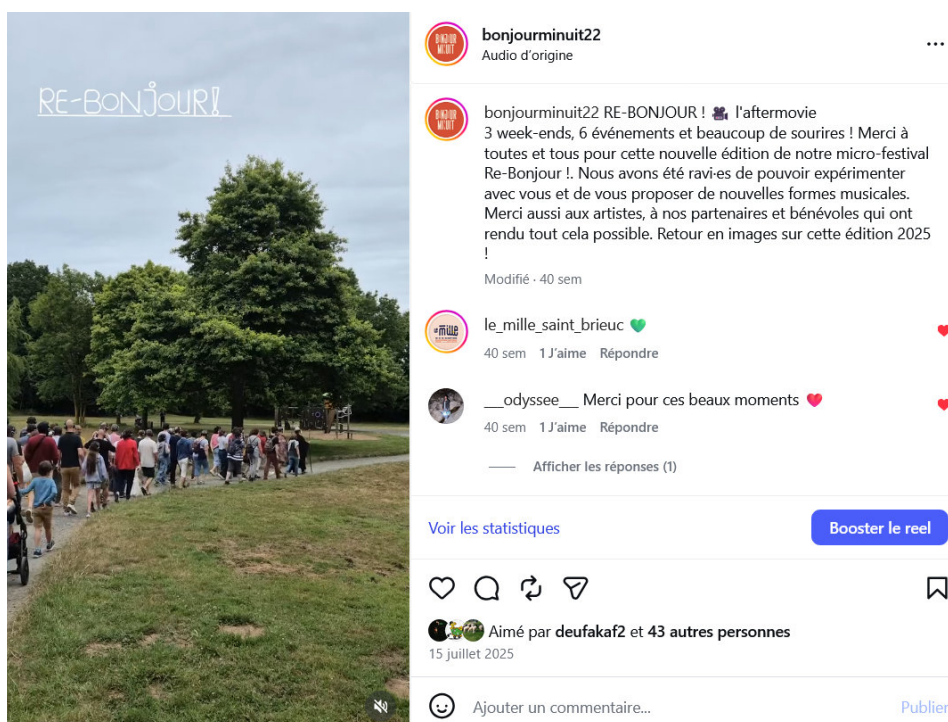 RE-BONJOUR!
bonjourminuit22
Audio d'origine
bonjourminuit22 RE-BONJOUR ! 🎥 l'aftermovie
3 week-ends, 6 événements et beaucoup de sourires ! Merci à
toutes et tous pour cette nouvelle édition de notre micro-festival
Re-Bonjour !. Nous avons été ravi·es de pouvoir expérimenter
avec vous et de vous proposer de nouvelles formes musicales.
Merci aussi aux artistes, à nos partenaires et bénévoles qui ont
rendu tout cela possible. Retour en images sur cette édition 2025
!
Modifié · 40 sem
le_mille_saint_brieuc 💚
40 sem 1 J'aime Répondre
__odyssee__ Merci pour ces beaux moments ❤️
40 sem 1 J'aime Répondre
Afficher les réponses (1)
Voir les statistiques
Booster le reel
Aimé par deufakaf2 et 43 autres personnes
15 juillet 2025
Ajouter un commentaire...
Publier